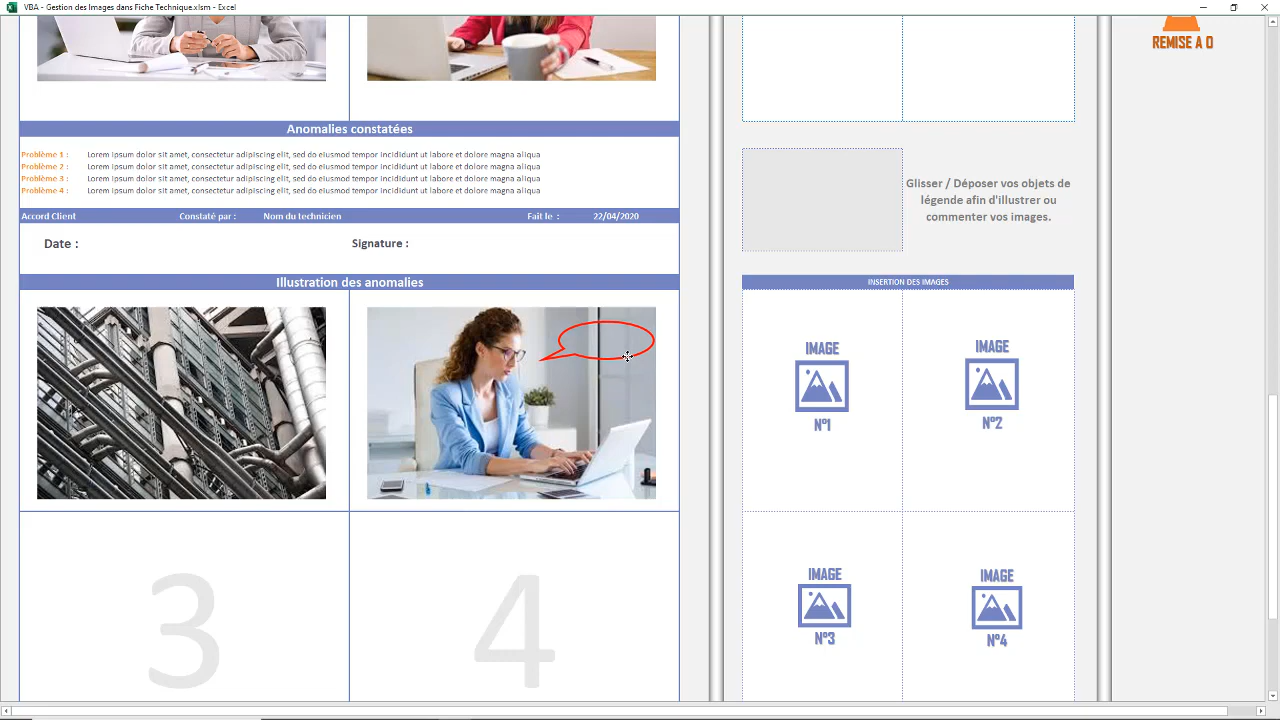 VBA - Gestion des Images dans Fiche Technique.xlsm - Excel
REMISE A 0
Anomalies constatées
Problème 1 : Lorem ipsum dolor sit amet, consectetur adipiscing elit, sed do eiusmod tempor incididunt ut labore et dolore magna aliqua
Problème 2 : Lorem ipsum dolor sit amet, consectetur adipiscing elit, sed do eiusmod tempor incididunt ut labore et dolore magna aliqua
Problème 3 : Lorem ipsum dolor sit amet, consectetur adipiscing elit, sed do eiusmod tempor incididunt ut labore et dolore magna aliqua
Problème 4 : Lorem ipsum dolor sit amet, consectetur adipiscing elit, sed do eiusmod tempor incididunt ut labore et dolore magna aliqua
Accord Client Constaté par : Nom du technicien Fait le : 22/04/2020
Date : Signature :
Illustration des anomalies
3 4
Glisser / Déposer vos objets de
légende afin d'illustrer ou
commenter vos images.
INSERTION DES IMAGES
IMAGE
N°1
IMAGE
N°2
IMAGE
N°3
IMAGE
N°4